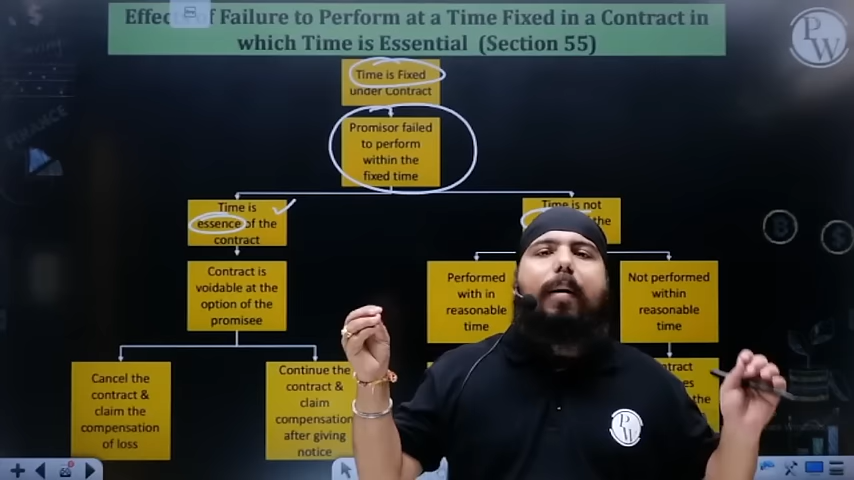 Effect of Failure to Perform at a Time Fixed in a Contract in
which Time is Essential (Section 55)
PW
Time is Fixed
under Contract
Promisor failed
to perform
within the
fixed time
Time is
essence of the
contract
Time is not
the
Contract is
voidable at the
option of the
promisee
Performed
with in
reasonable
time
Not performed
within
reasonable
time
Cancel the
contract &
claim the
compensation
of loss
Continue the
contract &
claim
compensation
after giving
notice
the
PW